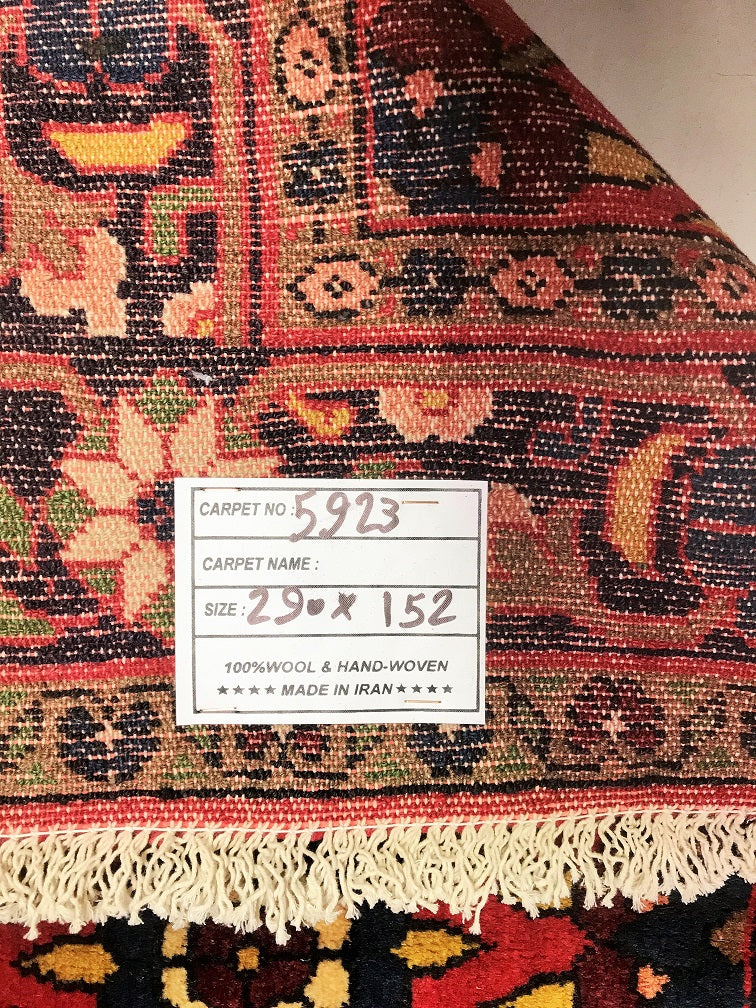 CARPET NO : 5923
CARPET NAME :
SIZE : 290 x 152
100%WOOL & HAND-WOVEN
★★★★ MADE IN IRAN ★★★★